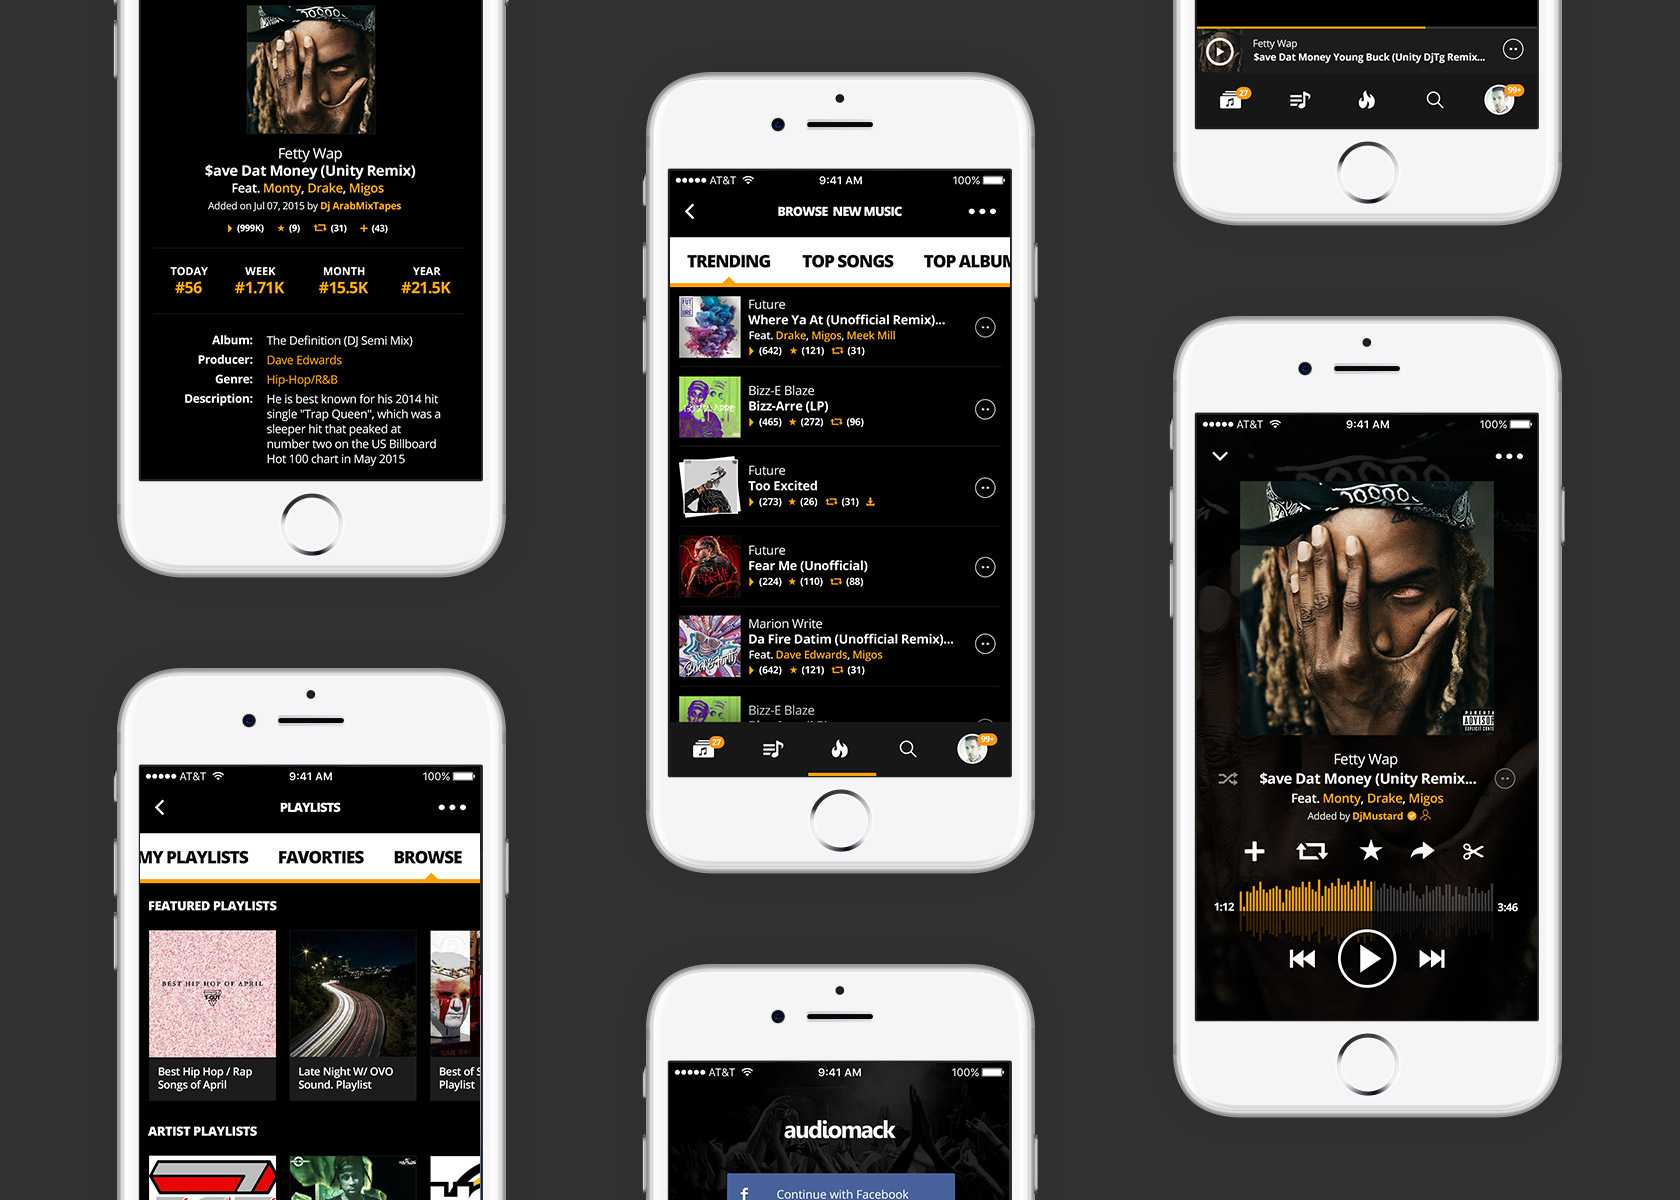 Fetty Wap
$ave Dat Money (Unity Remix)
Feat. Monty, Drake, Migos
Added on Jul 07, 2015 by Dj ArabMixTapes
(999K) (9) (31) (43)
TODAY WEEK MONTH YEAR
#56 #1.71K #15.5K #21.5K
Album: The Definition (DJ Semi Mix)
Producer: Dave Edwards
Genre: Hip-Hop/R&B
Description: He is best known for his 2014 hit
single "Trap Queen", which was a
sleeper hit that peaked at
number two on the US Billboard
Hot 100 chart in May 2015
AT&T 9:41 AM 100%
PLAYLISTS
MY PLAYLISTS FAVORTIES BROWSE
FEATURED PLAYLISTS
BEST HIP HOP OF APRIL
Best Hip Hop / Rap
Songs of April
Late Night W/ OVO
Sound. Playlist
Best of S
Playlist
ARTIST PLAYLISTS
AT&T 9:41 AM 100%
BROWSE NEW MUSIC
TRENDING TOP SONGS TOP ALBUM
FUT
URE
Future
Where Ya At (Unofficial Remix)...
Feat. Drake, Migos, Meek Mill
(642) (121) (31)
Bizz-E Blaze
Bizz-Arre (LP)
(465) (272) (96)
Future
Too Excited
(273) (26) (31)
Future
Fear Me (Unofficial)
(224) (110) (88)
Marion Write
Da Fire Datim (Unofficial Remix)...
Feat. Dave Edwards, Migos
(642) (121) (31)
Bizz-E Blaze
27 99+
AT&T 9:41 AM 100%
audiomack
f Continue with Facebook
Fetty Wap
$ave Dat Money Young Buck (Unity DjTg Remix...
27 99+
AT&T 9:41 AM 100%
ADVISOR
Fetty Wap
$ave Dat Money (Unity Remix...
Feat. Monty, Drake, Migos
Added by DjMustard
1:12 3:46